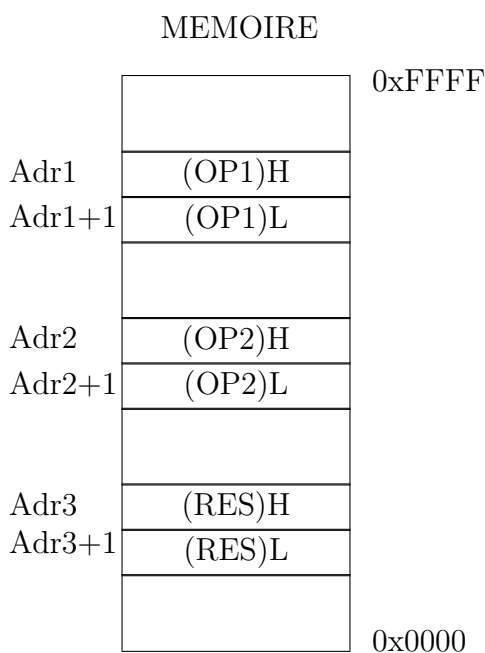 MEMOIRE
0xFFFF
Adr1 (OP1)H
Adr1+1 (OP1)L
Adr2 (OP2)H
Adr2+1 (OP2)L
Adr3 (RES)H
Adr3+1 (RES)L
0x0000